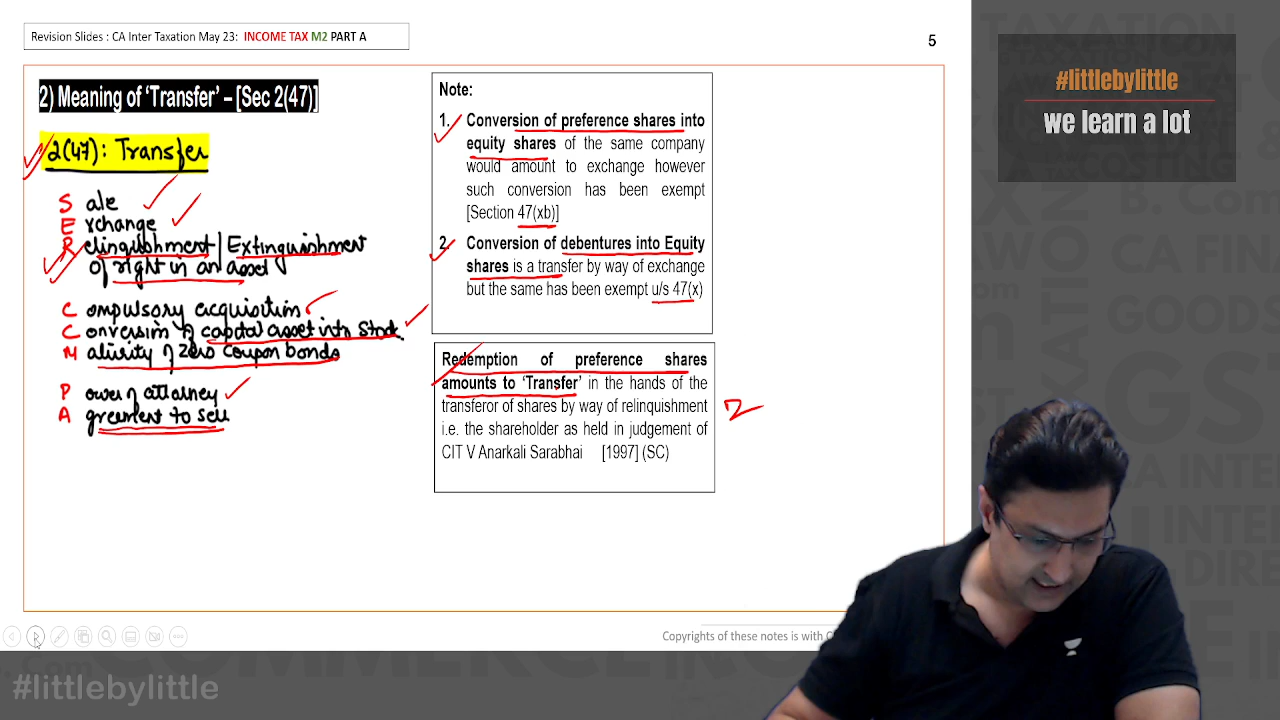 Revision Slides : CA Inter Taxation May 23: INCOME TAX M2 PART A
5
2) Meaning of ‘Transfer’ – [Sec 2(47)]
2(47): Transfer
S ale
E xchange
R elinquishment / Extinguishment
of right in an asset
C ompulsory acquisition
C onversion of capital asset into stock.
M aturity of Zero coupon bonds
P ower of attorney
A greement to sell
Note:
1. Conversion of preference shares into
equity shares of the same company
would amount to exchange however
such conversion has been exempt
[Section 47(xb)]
2. Conversion of debentures into Equity
shares is a transfer by way of exchange
but the same has been exempt u/s 47(x)
Redemption of preference shares
amounts to ‘Transfer’ in the hands of the
transferor of shares by way of relinquishment
i.e. the shareholder as held in judgement of
CIT V Anarkali Sarabhai [1997] (SC)
Copyrights of these notes is with
#littlebylittle
we learn a lot
#littlebylittle